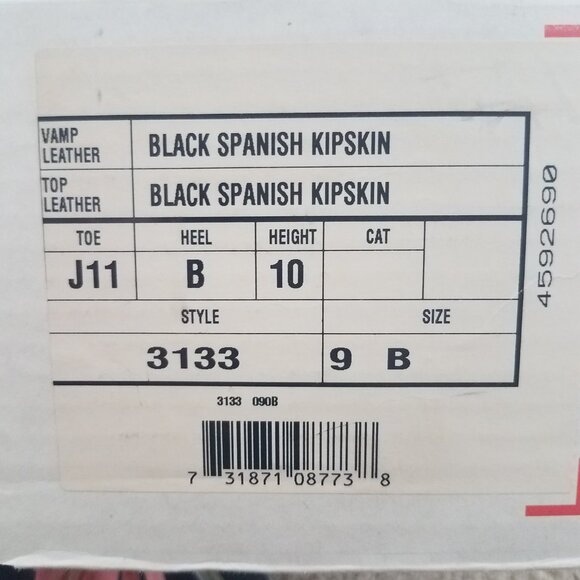 VAMP LEATHER BLACK SPANISH KIPSKIN
TOP LEATHER BLACK SPANISH KIPSKIN
TOE HEEL HEIGHT CAT
J11 B 10
STYLE SIZE
3133 9 B
3133 090B
7 31871 08773 8
4592690